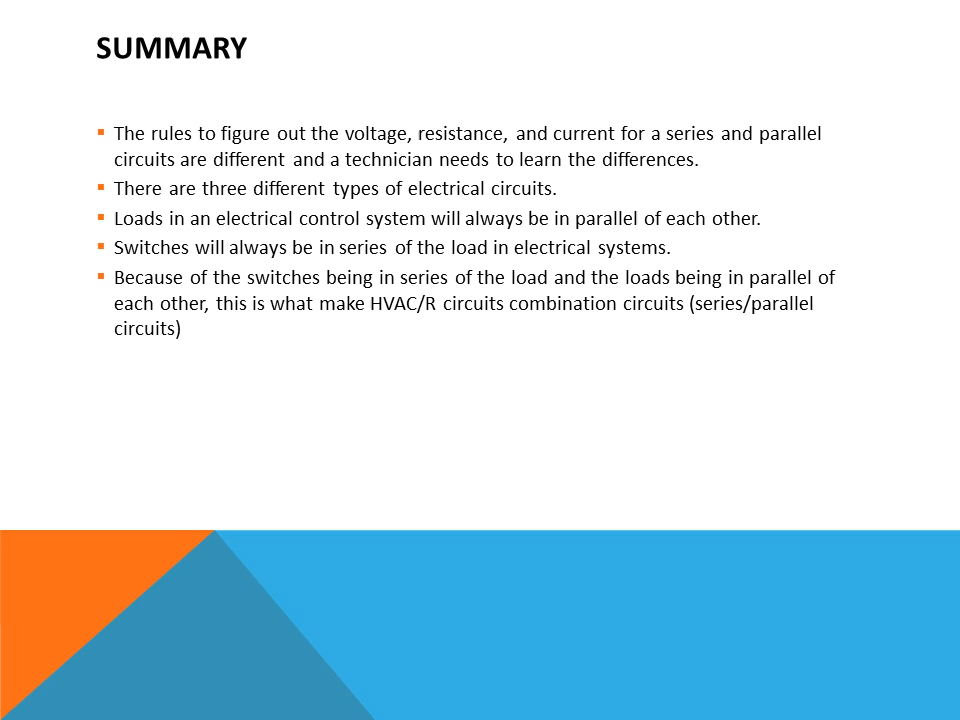 SUMMARY
▪ The rules to figure out the voltage, resistance, and current for a series and parallel
circuits are different and a technician needs to learn the differences.
▪ There are three different types of electrical circuits.
▪ Loads in an electrical control system will always be in parallel of each other.
▪ Switches will always be in series of the load in electrical systems.
▪ Because of the switches being in series of the load and the loads being in parallel of
each other, this is what make HVAC/R circuits combination circuits (series/parallel
circuits)